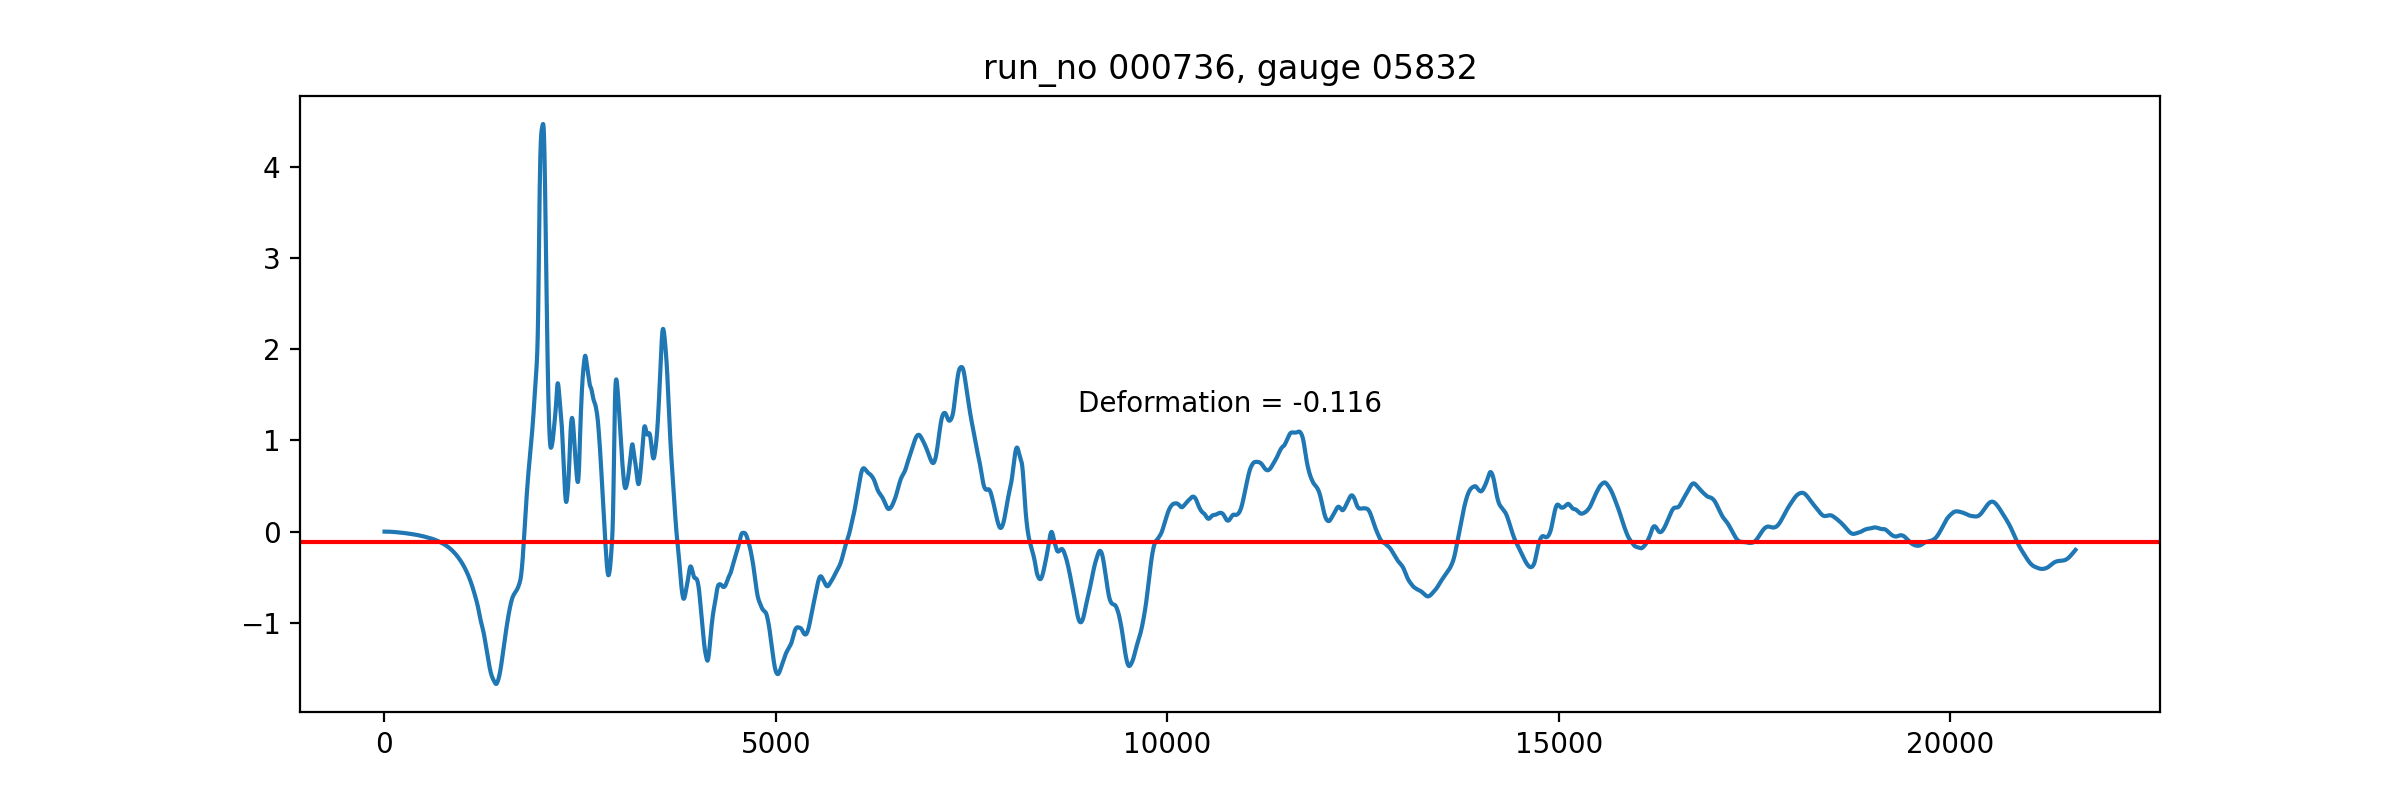 run_no 000736, gauge 05832
4
3
2
1
0
−1
Deformation = -0.116
0 5000 10000 15000 20000